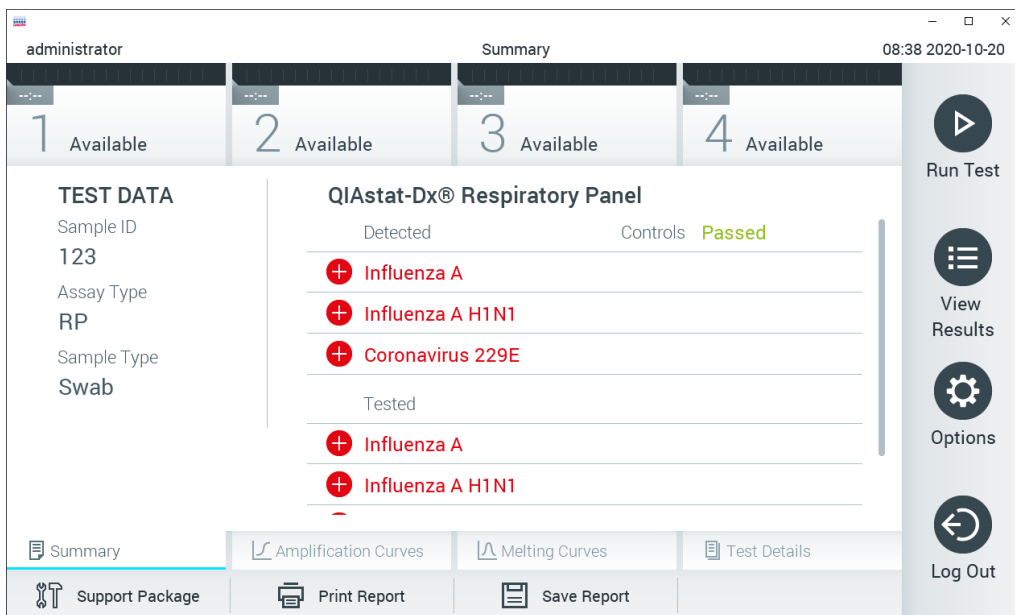 administrator Summary 08:38 2020-10-20
--:-- --:-- --:-- --:--
1 Available 2 Available 3 Available 4 Available
Run Test
TEST DATA
Sample ID
123
Assay Type
RP
Sample Type
Swab
QIAstat-Dx® Respiratory Panel
Detected Controls Passed
Influenza A
Influenza A H1N1
Coronavirus 229E
Tested
Influenza A
Influenza A H1N1
View
Results
Options
Log Out
Summary Amplification Curves Melting Curves Test Details
Support Package Print Report Save Report